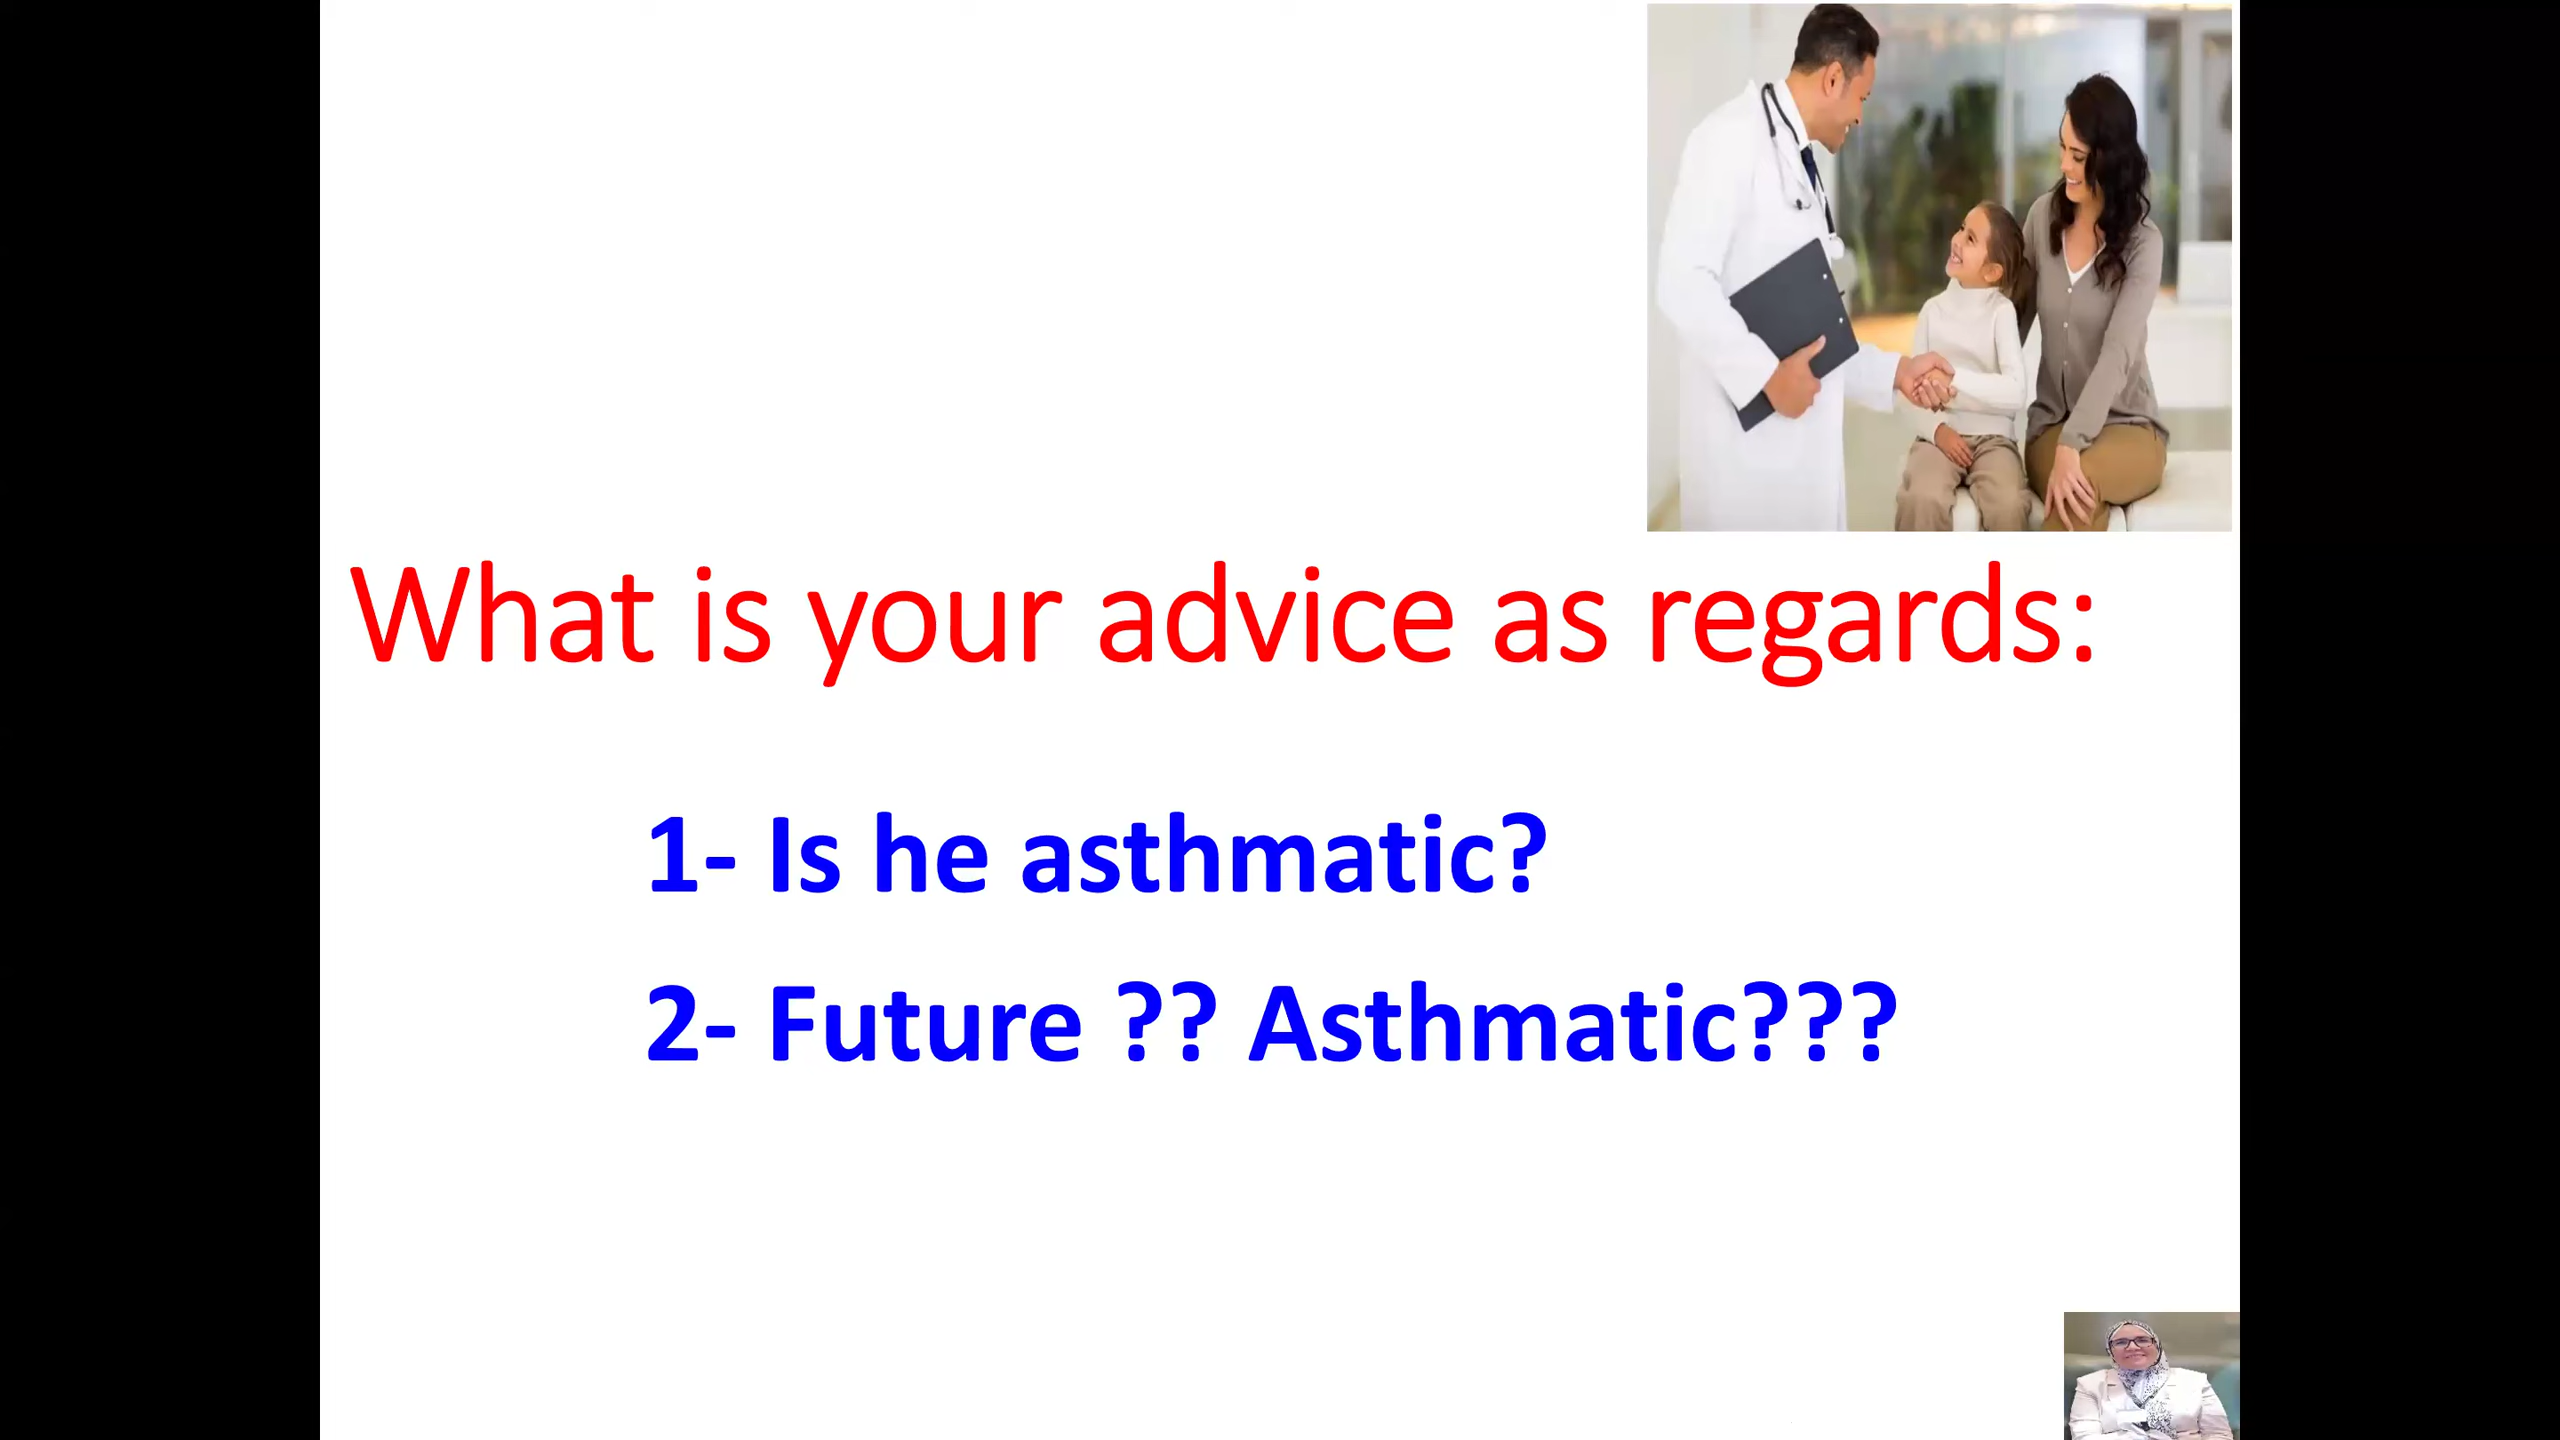 What is your advice as regards:
1- Is he asthmatic?
2- Future ?? Asthmatic???